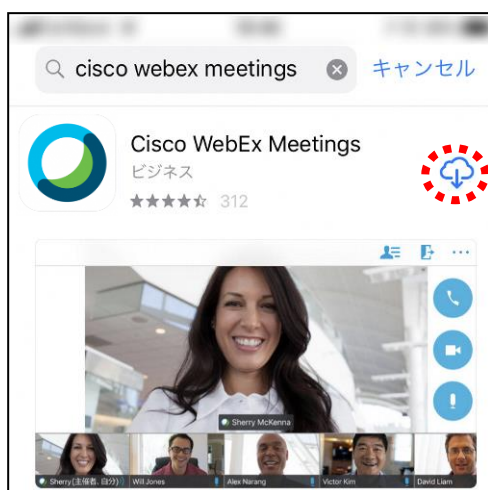 cisco webex meetings
キャンセル
Cisco WebEx Meetings
ビジネス
312
Sherry McKenna
Sherry(主催者, 自分)
Will Jones
Alex Narang
Victor Kim
David Liam